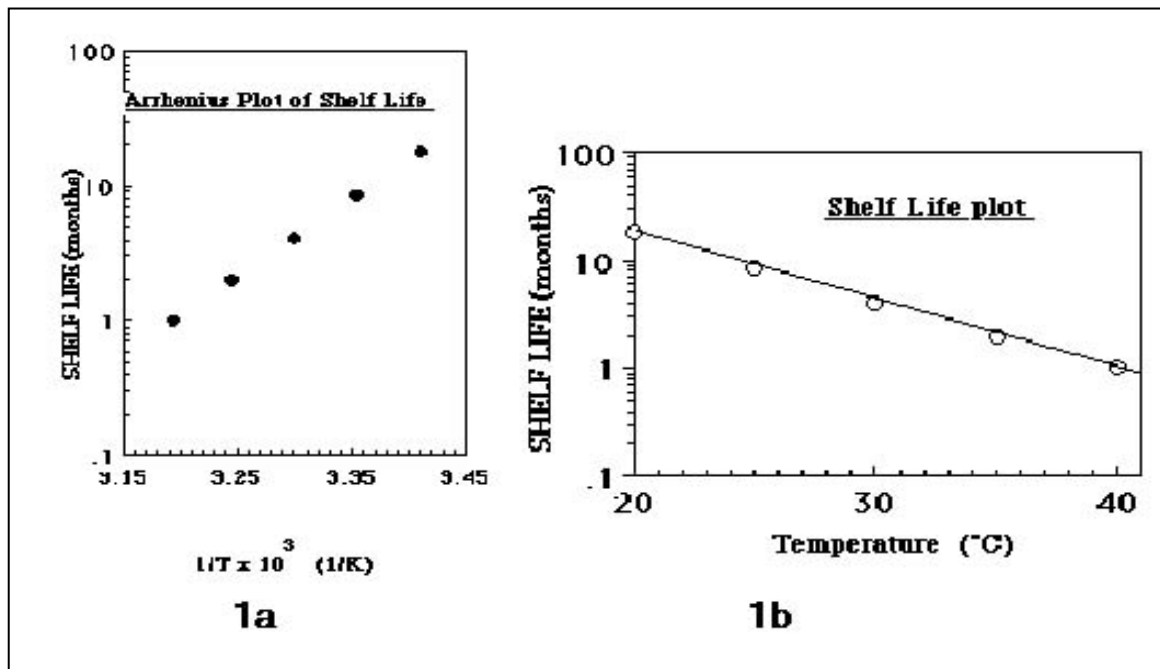 100
Arrhenius Plot of Shelf Life
SHELF LIFE (months)
10
1
.1
3.15 3.25 3.35 3.45
1/T x 10³ (1/K)
1a
100
Shelf Life plot
SHELF LIFE (months)
10
1
.1
20 30 40
Temperature (°C)
1b